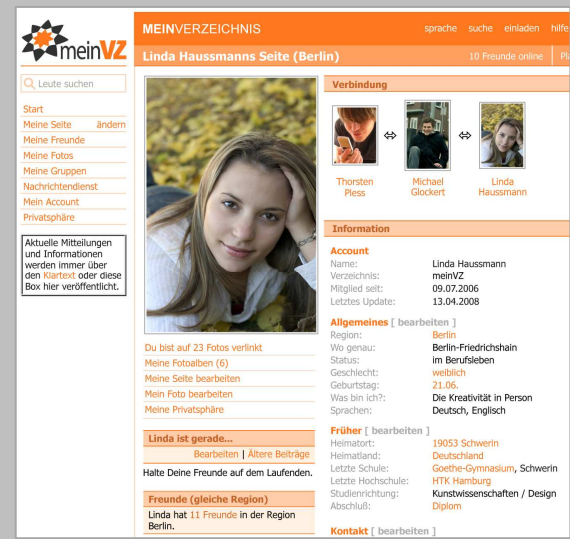 meinVZ
MEINVERZEICHNIS
sprache suche einladen hilfe
Linda Haussmanns Seite (Berlin)
10 Freunde online
Leute suchen
Start
Meine Seite ändern
Meine Freunde
Meine Fotos
Meine Gruppen
Nachrichtendienst
Mein Account
Privatsphäre
Aktuelle Mitteilungen
und Informationen
werden immer über
den Klartext oder diese
Box hier veröffentlicht.
Du bist auf 23 Fotos verlinkt
Meine Fotoalben (6)
Meine Seite bearbeiten
Mein Foto bearbeiten
Meine Privatsphäre
Linda ist gerade...
Bearbeiten | Ältere Beiträge
Halte Deine Freunde auf dem Laufenden.
Freunde (gleiche Region)
Linda hat 11 Freunde in der Region
Berlin.
Verbindung
Thorsten Pless
Michael Glockert
Linda Haussmann
Information
Account
Name: Linda Haussmann
Verzeichnis: meinVZ
Mitglied seit: 09.07.2006
Letztes Update: 13.04.2008
Allgemeines [ bearbeiten ]
Region: Berlin
Wo genau: Berlin-Friedrichshain
Status: im Berufsleben
Geschlecht: weiblich
Geburtstag: 21.06.
Was bin ich?: Die Kreativität in Person
Sprachen: Deutsch, Englisch
Früher [ bearbeiten ]
Heimatort: 19053 Schwerin
Heimatland: Deutschland
Letzte Schule: Goethe-Gymnasium, Schwerin
Letzte Hochschule: HTK Hamburg
Studienrichtung: Kunstwissenschaften / Design
Abschluß: Diplom
Kontakt [ bearbeiten ]